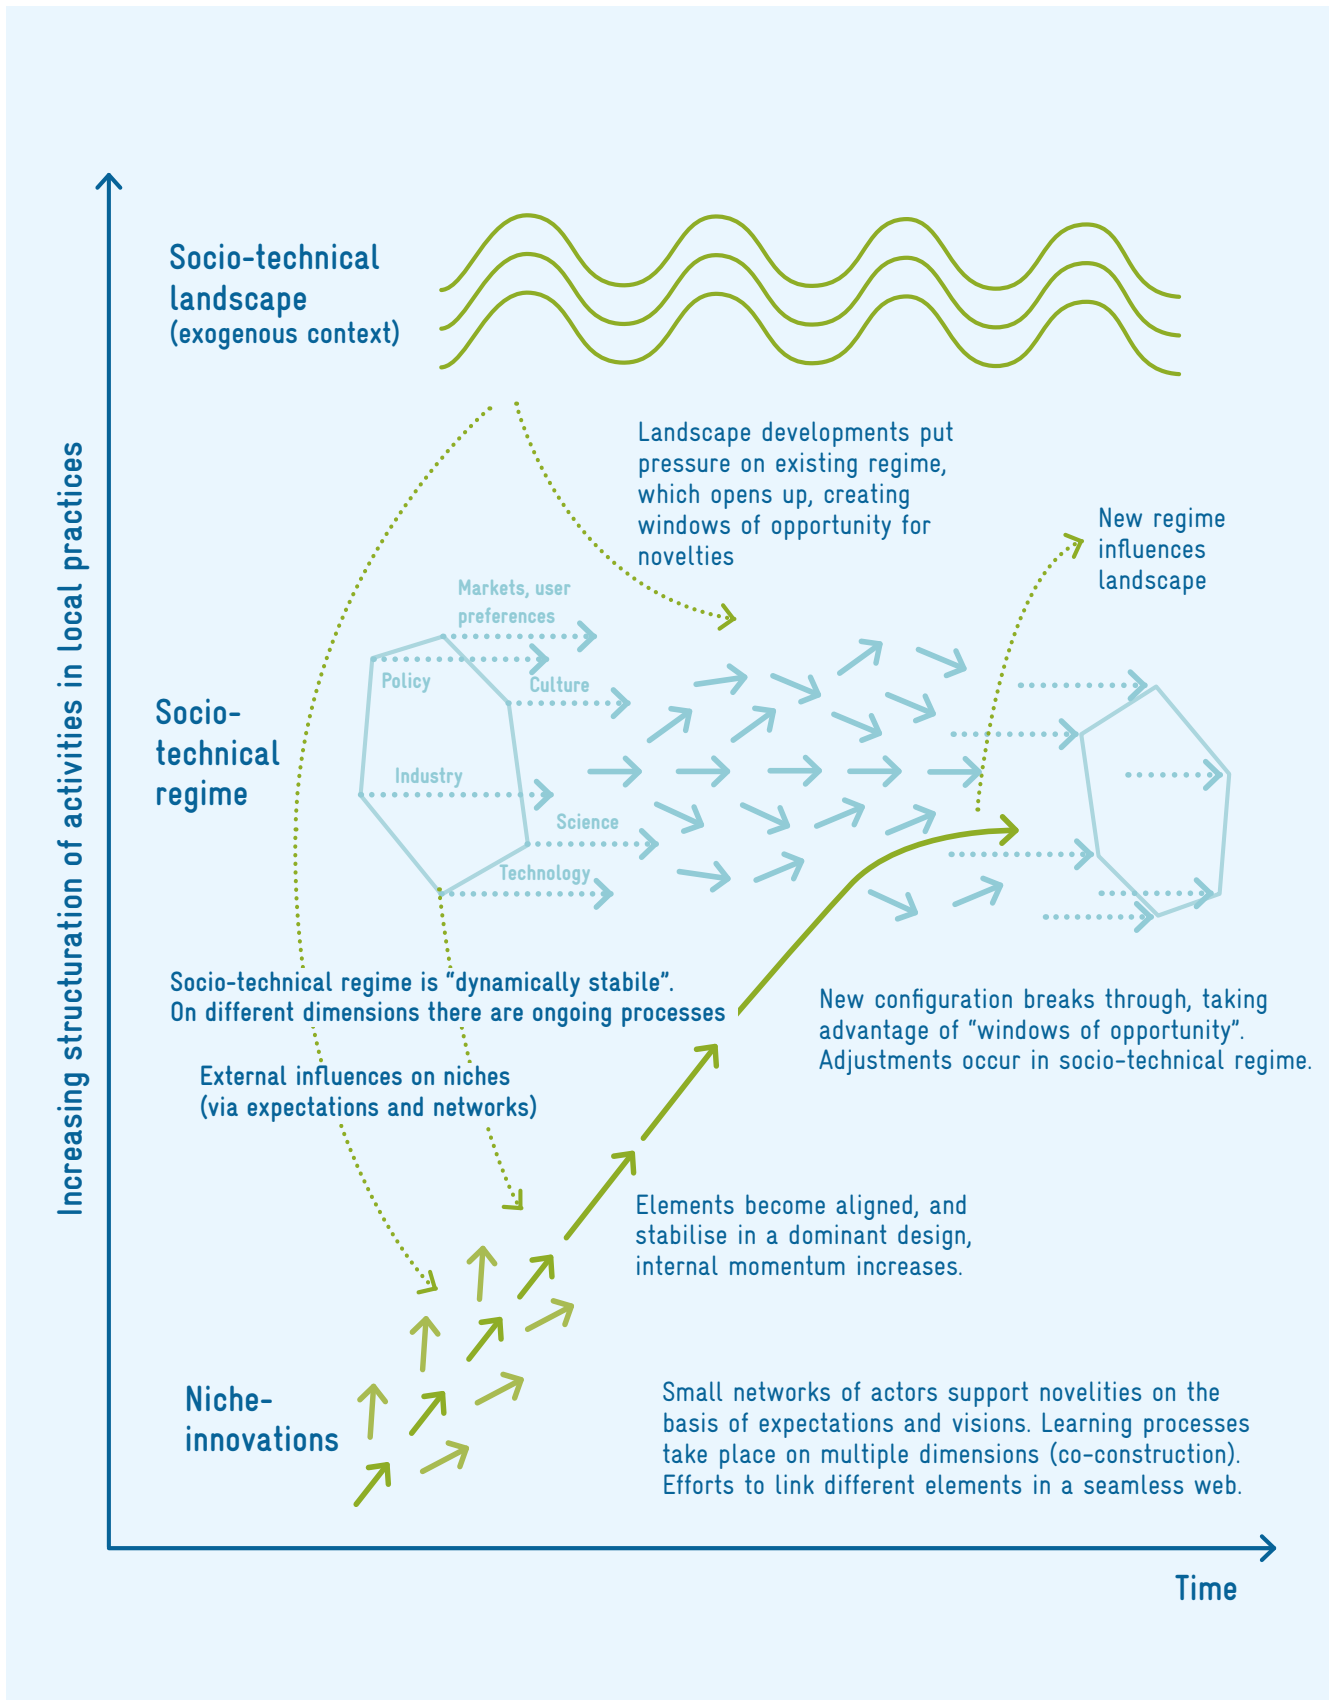 Socio-technical
landscape
(exogenous context)
Landscape developments put
pressure on existing regime,
which opens up, creating
windows of opportunity for
novelties
New regime
influences
landscape
Increasing structuration of activities in local practices
Markets, user
preferences
Policy
Culture
Socio-
technical
regime
Industry
Science
Technology
Socio-technical regime is “dynamically stabile”.
On different dimensions there are ongoing processes
New configuration breaks through, taking
advantage of “windows of opportunity”.
Adjustments occur in socio-technical regime.
External influences on niches
(via expectations and networks)
Elements become aligned, and
stabilise in a dominant design,
internal momentum increases.
Niche-
innovations
Small networks of actors support novelities on the
basis of expectations and visions. Learning processes
take place on multiple dimensions (co-construction).
Efforts to link different elements in a seamless web.
Time